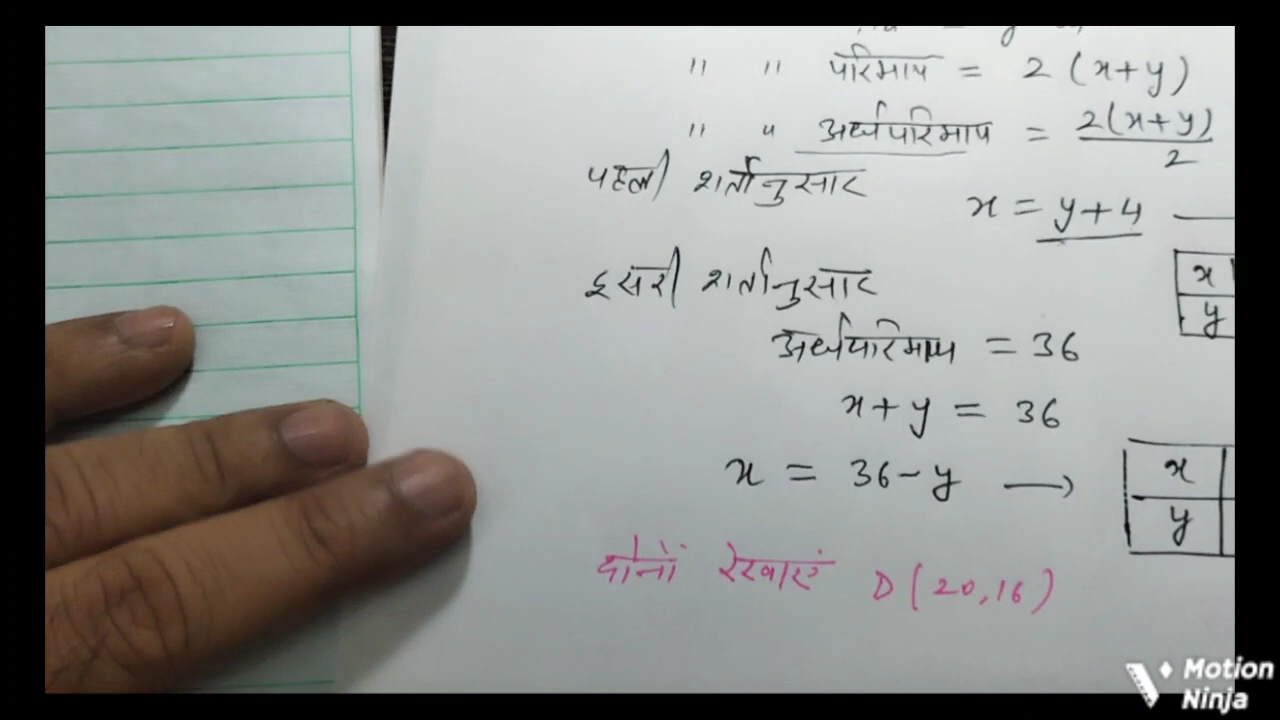 " " परिमाप = 2 (x+y)
" " अर्धपरिमाप = 2(x+y)/2
पहली शर्तानुसार
x = y+4
x
y
दुसरी शर्तानुसार
अर्धपरिमाप = 36
x+y = 36
x = 36-y →
x
y
दोनों रेखाएं D(20,16)
Motion
Ninja